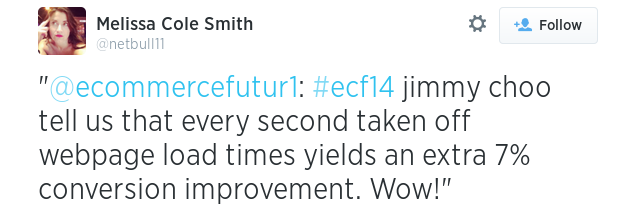 Melissa Cole Smith
@netbull11
Follow
"@ecommercefutur1: #ecf14 jimmy choo
tell us that every second taken off
webpage load times yields an extra 7%
conversion improvement. Wow!"